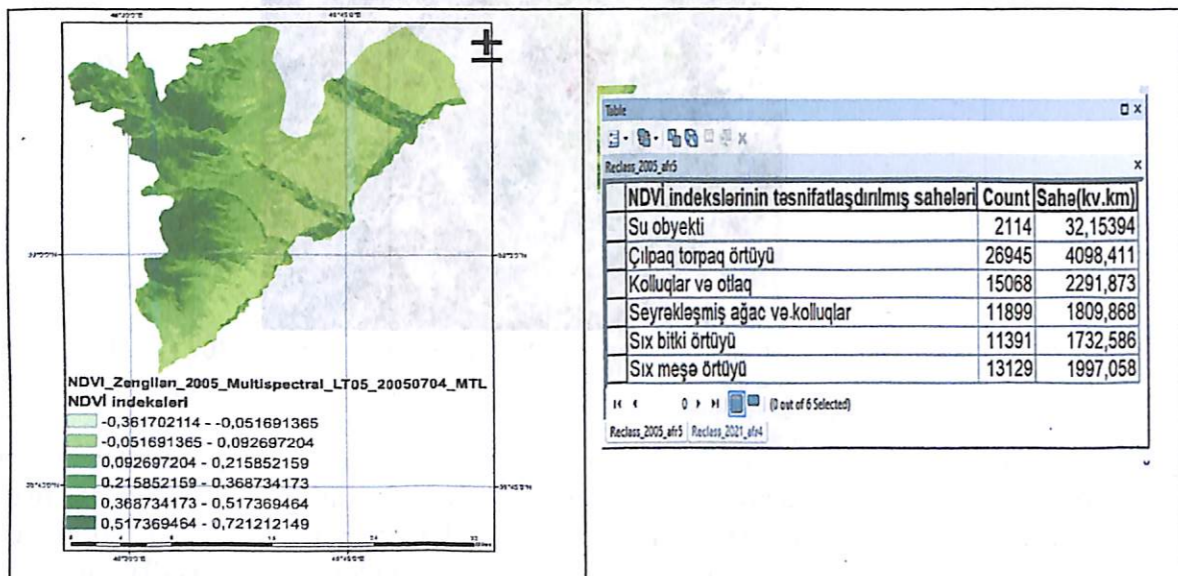 NDVI_Zengilan_2005_Multispectral_LT05_20050704_MTL
NDVİ indeksləri
-0,361702114 - -0,051691365
-0,051691365 - 0,092697204
0,092697204 - 0,215852159
0,215852159 - 0,368734173
0,368734173 - 0,517369464
0,517369464 - 0,721212149
Table
Reclass_2005_afr5
NDVİ indekslərinin təsnifatlaşdırılmış sahələri Count Sahə(kv.km)
Su obyekti 2114 32,15394
Çılpaq torpaq örtüyü 26945 4098,411
Kolluqlar və otlaq 15068 2291,873
Seyrəkləşmiş ağac və kolluqlar 11899 1809,868
Sıx bitki örtüyü 11391 1732,586
Sıx meşə örtüyü 13129 1997,058
0 (0 out of 6 Selected)
Reclass_2005_afr5 Reclass_2021_afr4